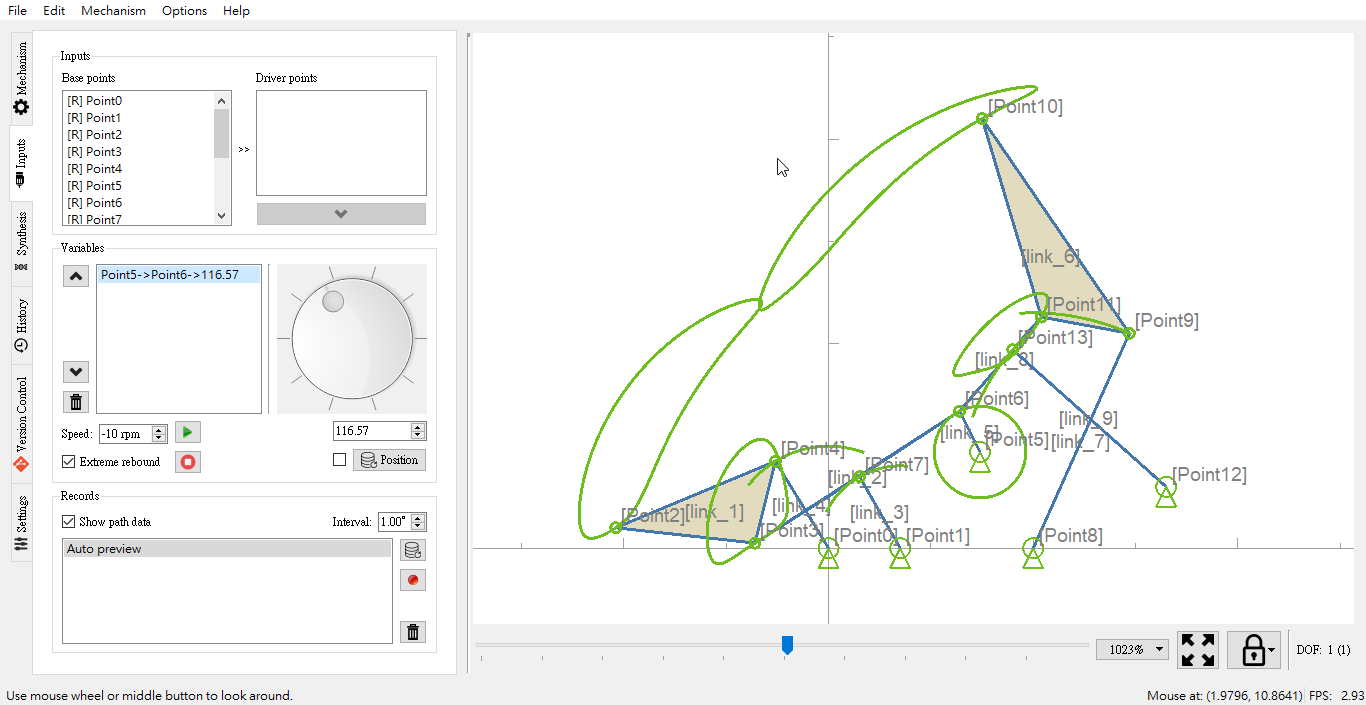 File Edit Mechanism Options Help
Mechanism
Inputs
Synthesis
History
Version Control
Settings
Inputs
Base points
Driver points
[R] Point0
[R] Point1
[R] Point2
[R] Point3
[R] Point4
[R] Point5
[R] Point6
[R] Point7
>>
Variables
Point5->Point6->116.57
Speed: -10 rpm
116.57
Extreme rebound
Position
Records
Show path data
Interval: 1.00°
Auto preview
[Point10]
[link_6]
[Point11]
[Point9]
[Point13]
[link_8]
[Point6]
[link_9]
[link_5]
[Point5]
[link_7]
[Point4]
[Point7]
[link_2]
[Point12]
[Point2]
[link_1]
[link_4]
[link_3]
[Point3]
[Point0]
[Point1]
[Point8]
1023%
DOF: 1 (1)
Use mouse wheel or middle button to look around.
Mouse at: (1.9796, 10.8641) FPS: 2.93